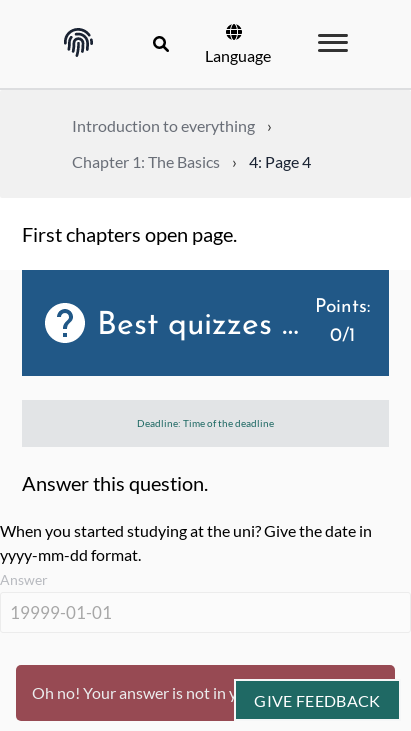 Language
Introduction to everything ›
Chapter 1: The Basics › 4: Page 4
First chapters open page.
Best quizzes ...
Points:
0/1
Deadline: Time of the deadline
Answer this question.
When you started studying at the uni? Give the date in
yyyy-mm-dd format.
Answer
19999-01-01
Oh no! Your answer is not in
GIVE FEEDBACK